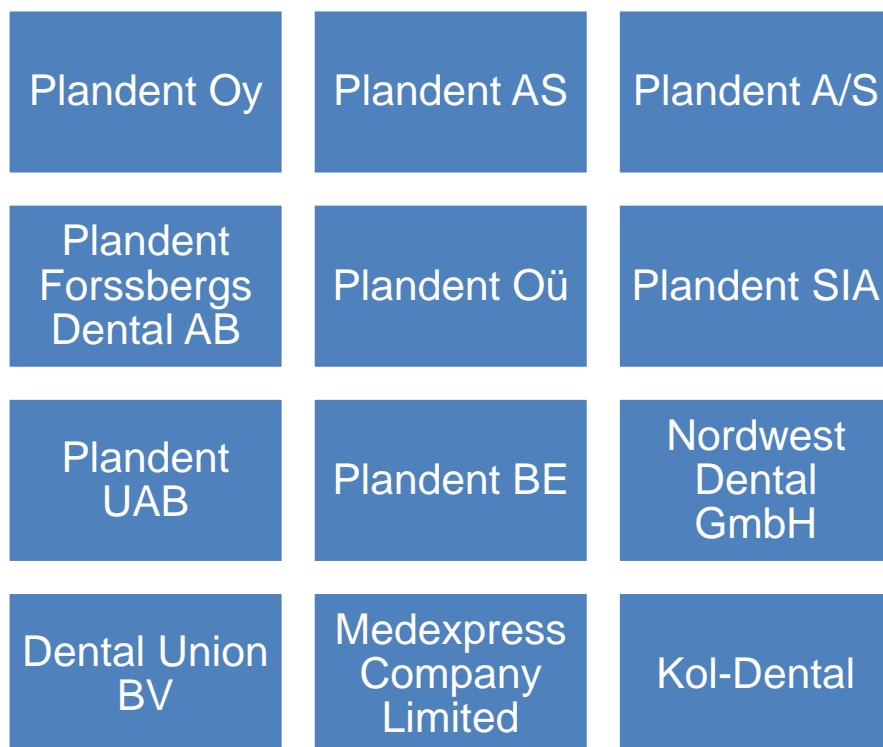 Plandent Oy
Plandent AS
Plandent A/S
Plandent
Forssbergs
Dental AB
Plandent Oü
Plandent SIA
Plandent
UAB
Plandent BE
Nordwest
Dental
GmbH
Dental Union
BV
Medexpress
Company
Limited
Kol-Dental